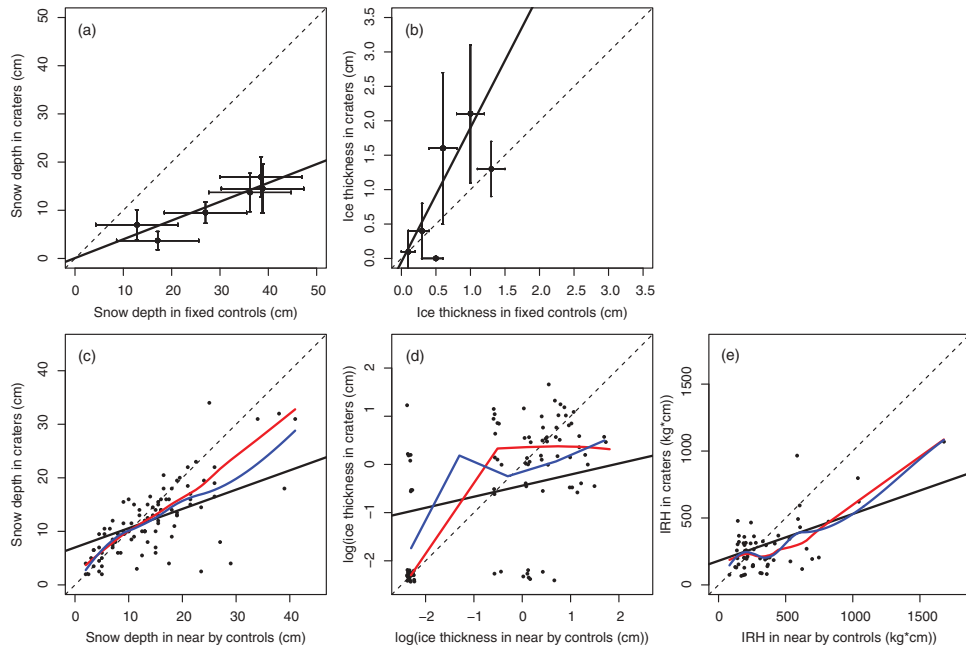 (a)
50
40
30
20
10
0
Snow depth in craters (cm)
0 10 20 30 40 50
Snow depth in fixed controls (cm)
(b)
3.5
2.5
1.5
1.0
0.5
0.0
Ice thickness in craters (cm)
0.0 0.5 1.0 1.5 2.0 2.5 3.0 3.5
Ice thickness in fixed controls (cm)
(c)
40
30
20
10
0
Snow depth in craters (cm)
0 10 20 30 40
Snow depth in near by controls (cm)
(d)
2
1
0
−1
−2
log(ice thickness in craters (cm))
−2 −1 0 1 2
log(ice thickness in near by controls (cm))
(e)
1500
1000
500
0
IRH in craters (kg*cm))
0 500 1000 1500
IRH in near by controls (kg*cm))